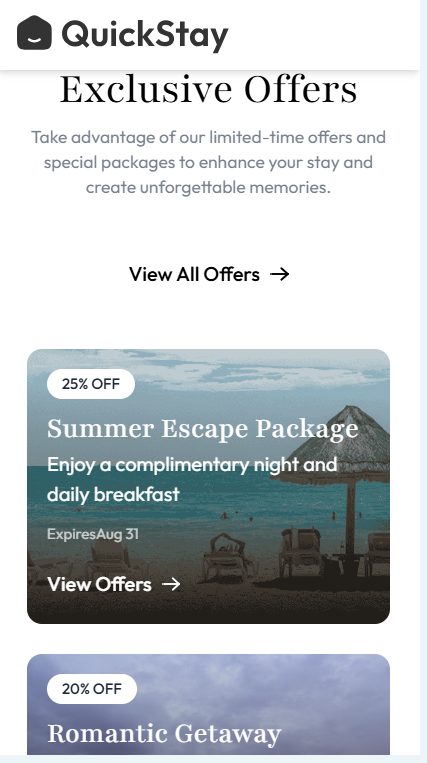 QuickStay
Exclusive Offers
Take advantage of our limited-time offers and
special packages to enhance your stay and
create unforgettable memories.
View All Offers
25% OFF
Summer Escape Package
Enjoy a complimentary night and
daily breakfast
ExpiresAug 31
View Offers
20% OFF
Romantic Getaway